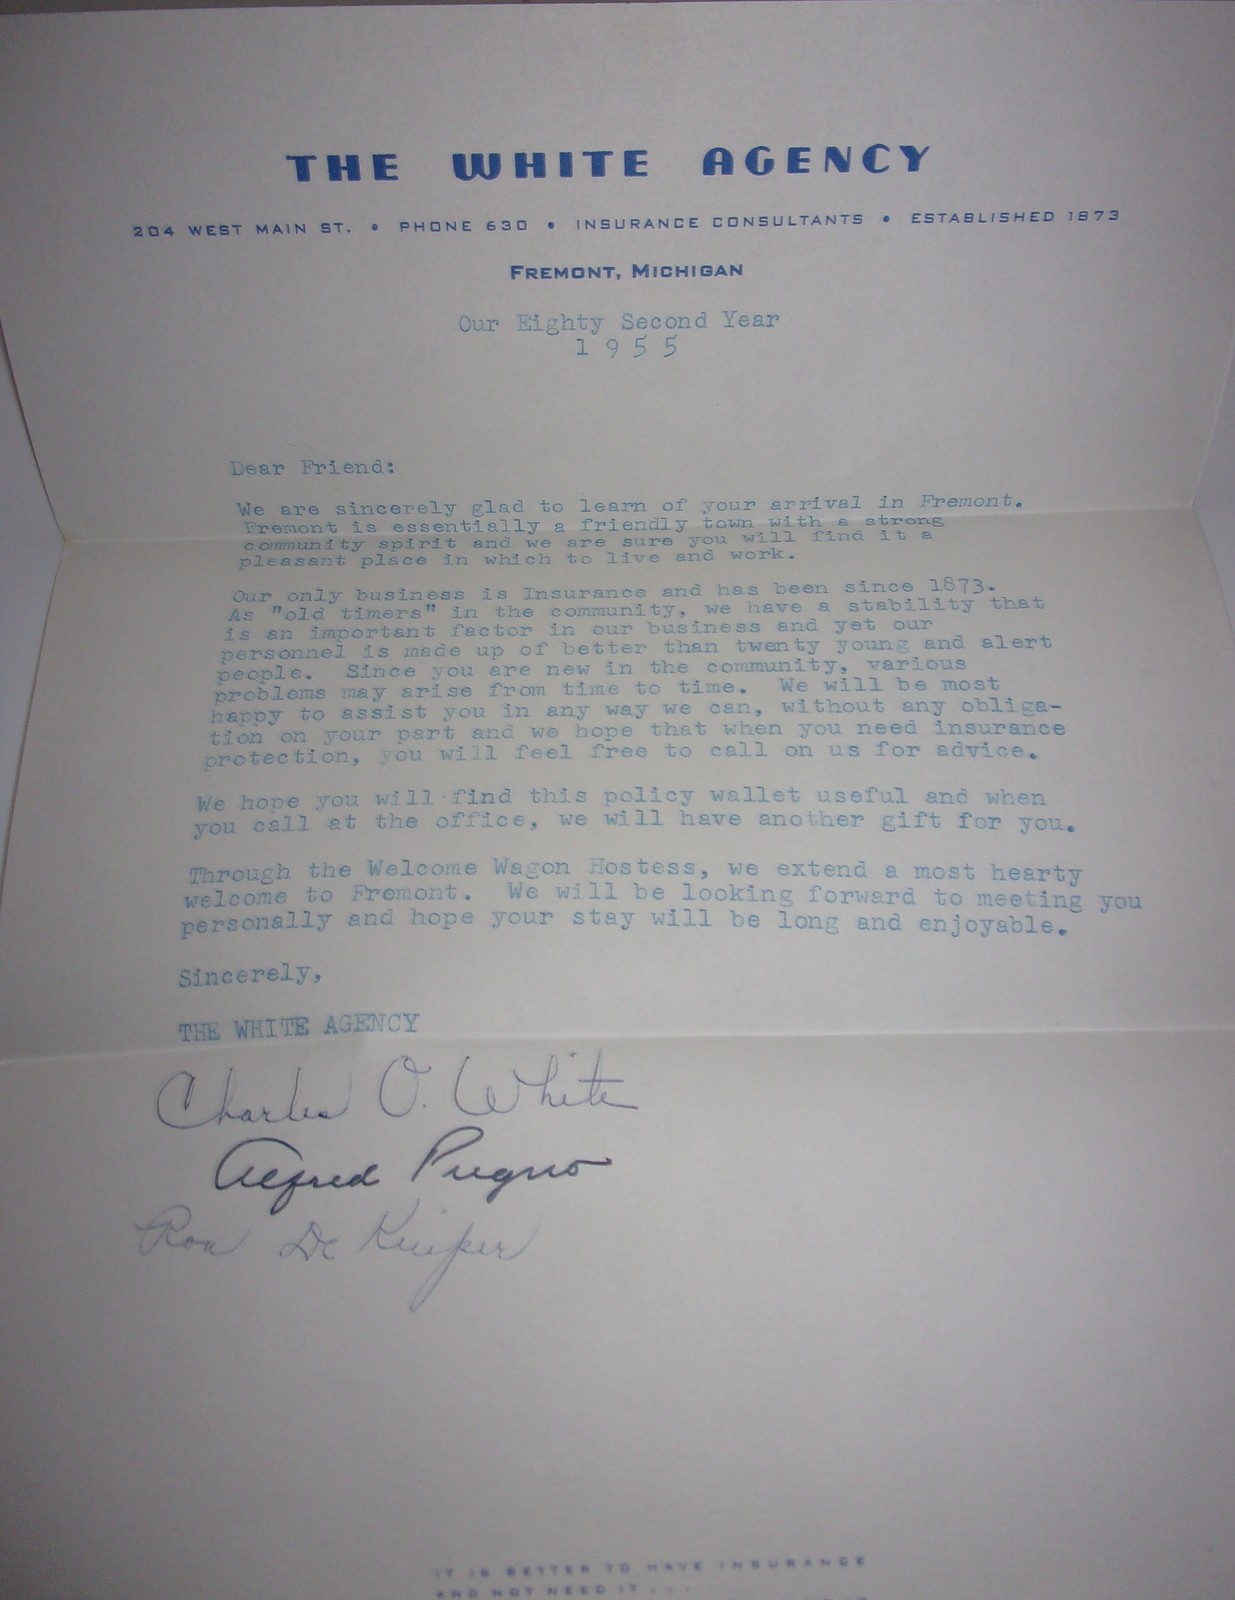 THE WHITE AGENCY
204 WEST MAIN ST. • PHONE 630 • INSURANCE CONSULTANTS • ESTABLISHED 1873
FREMONT, MICHIGAN
Our Eighty Second Year
1 9 5 5
Dear Friend:
We are sincerely glad to learn of your arrival in Fremont.
Fremont is essentially a friendly town with a strong
community spirit and we are sure you will find it a
pleasant place in which to live and work.
Our only business is Insurance and has been since 1873.
As "old timers" in the community, we have a stability that
is an important factor in our business and yet our
personnel is made up of better than twenty young and alert
people. Since you are new in the community, various
problems may arise from time to time. We will be most
happy to assist you in any way we can, without any obliga-
tion on your part and we hope that when you need insurance
protection, you will feel free to call on us for advice.
We hope you will find this policy wallet useful and when
you call at the office, we will have another gift for you.
Through the Welcome Wagon Hostess, we extend a most hearty
welcome to Fremont. We will be looking forward to meeting you
personally and hope your stay will be long and enjoyable.
Sincerely,
THE WHITE AGENCY
Charles O. White
Alfred Pugno
Ron De Kuiper
IT IS BETTER TO HAVE INSURANCE
AND NOT NEED IT . . .